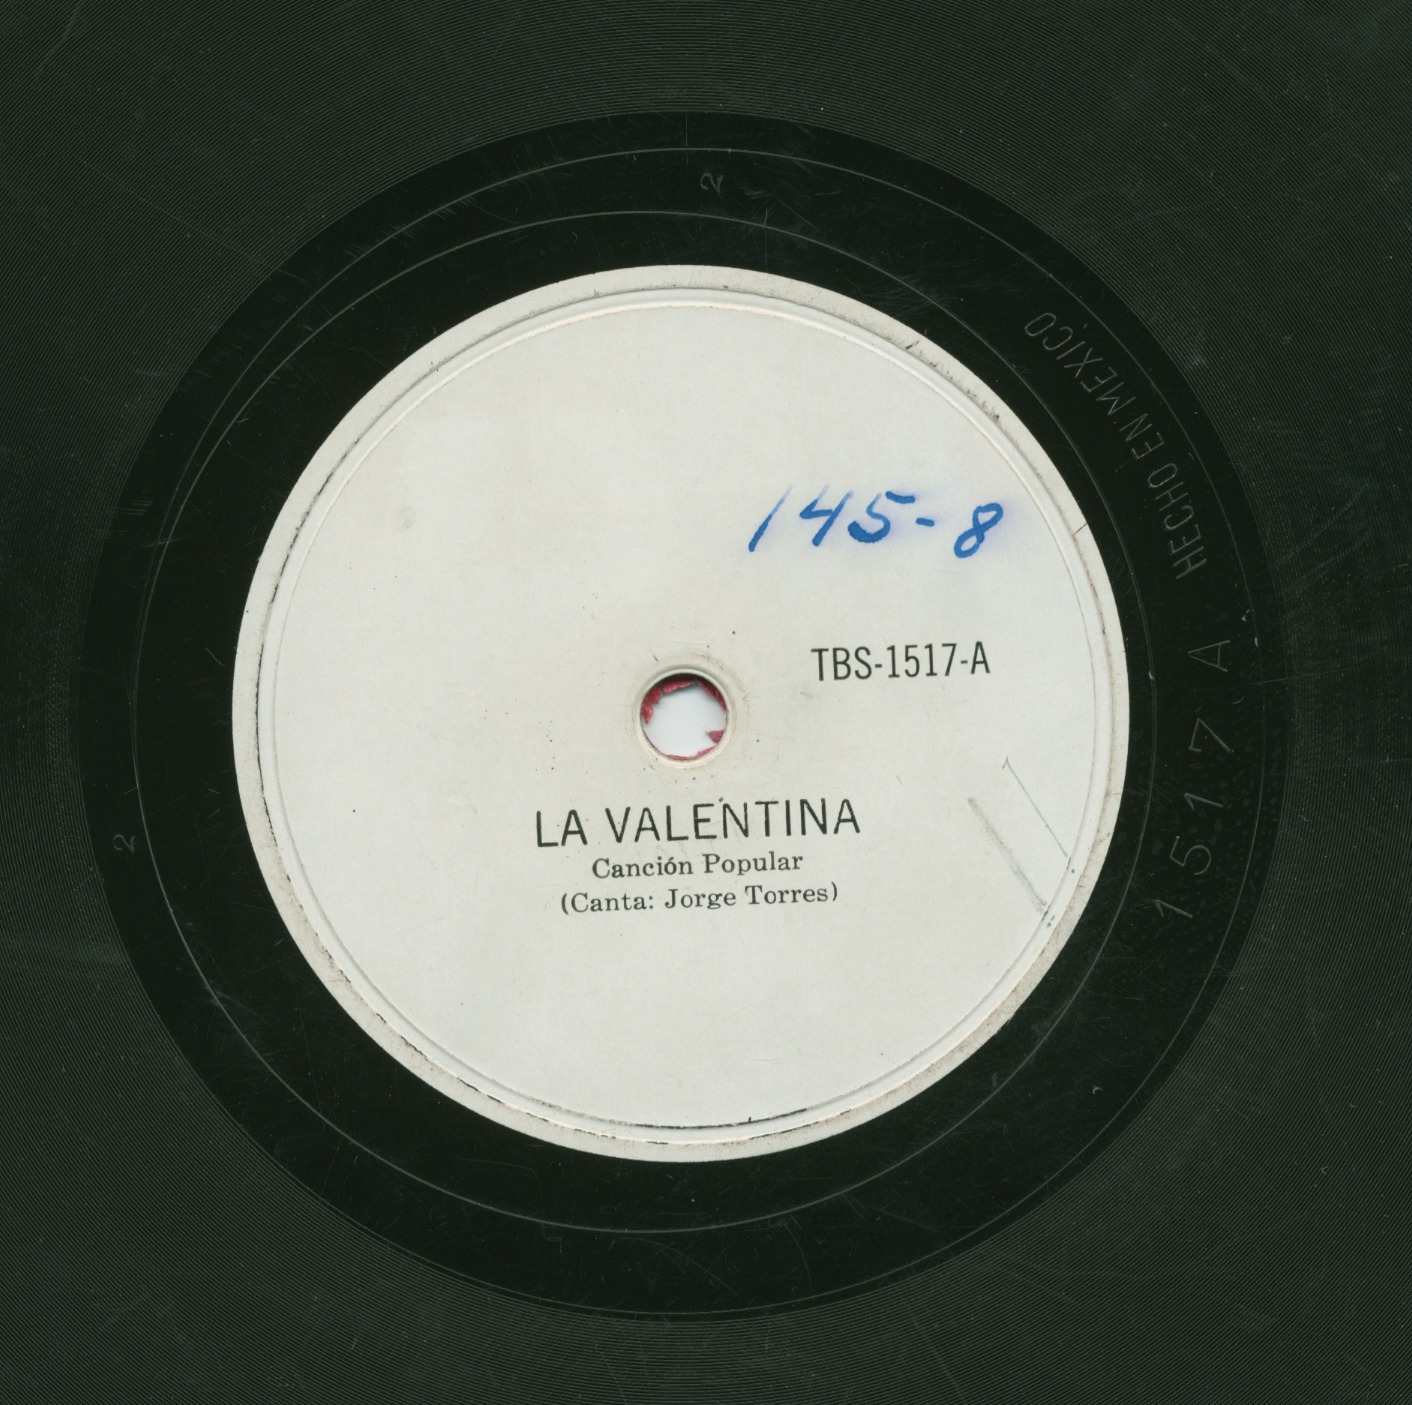 145-8
TBS-1517-A
LA VALENTINA
Canción Popular
(Canta: Jorge Torres)
HECHO EN MEXICO
1517 A
2
2